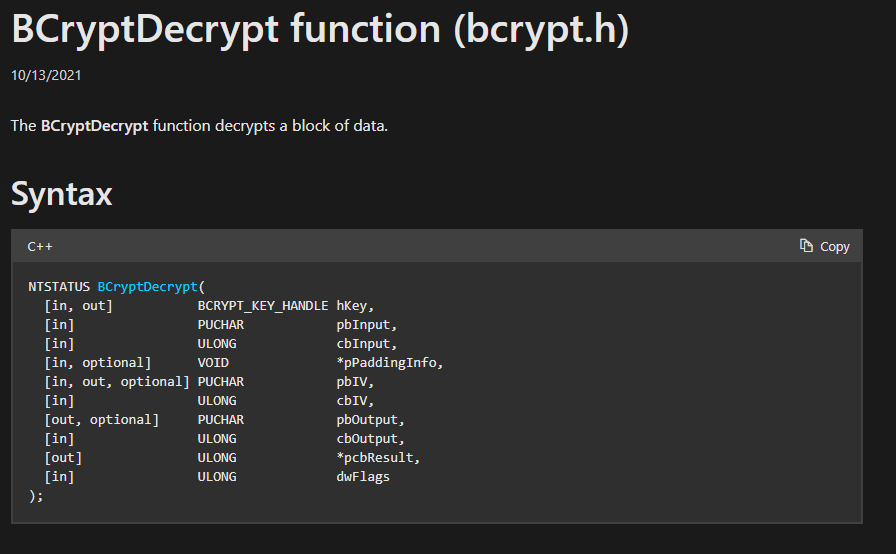 BCryptDecrypt function (bcrypt.h)
10/13/2021
The BCryptDecrypt function decrypts a block of data.
Syntax
C++ Copy
NTSTATUS BCryptDecrypt(
  [in, out]           BCRYPT_KEY_HANDLE hKey,
  [in]                PUCHAR            pbInput,
  [in]                ULONG             cbInput,
  [in, optional]      VOID              *pPaddingInfo,
  [in, out, optional] PUCHAR            pbIV,
  [in]                ULONG             cbIV,
  [out, optional]     PUCHAR            pbOutput,
  [in]                ULONG             cbOutput,
  [out]               ULONG             *pcbResult,
  [in]                ULONG             dwFlags
);